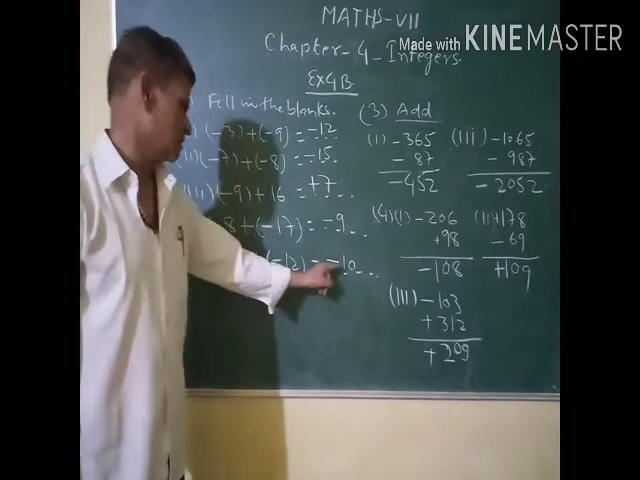 MATHS-VII
Chapter-4-Integers
Made with KINEMASTER
Ex4B
Fill in the blanks.
) (-3)+(-9) = -12
(II) (-7)+(-8) = -15
(III) (-9) + 16 = +7
8+(-17) = -9
(-12) = -10
(3) Add
(I) -365
- 87
-452
(III) -1065
- 987
-2052
(4)(I) -206
+98
-108
(II) +178
- 69
+109
(III) -103
+312
+209